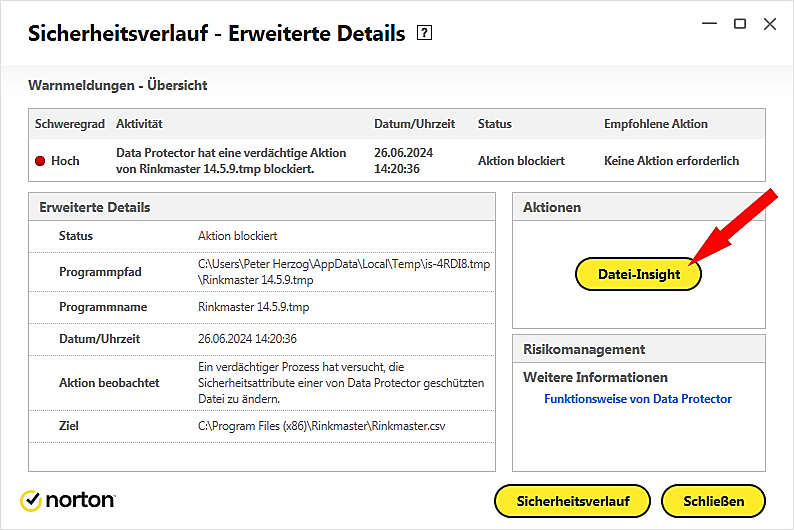 Sicherheitsverlauf - Erweiterte Details ?
Warnmeldungen - Übersicht
Schweregrad Aktivität Datum/Uhrzeit Status Empfohlene Aktion
Hoch Data Protector hat eine verdächtige Aktion 26.06.2024 Aktion blockiert Keine Aktion erforderlich
von Rinkmaster 14.5.9.tmp blockiert. 14:20:36
Erweiterte Details
Status Aktion blockiert
Programmpfad C:\Users\Peter Herzog\AppData\Local\Temp\is-4RDI8.tmp
\Rinkmaster 14.5.9.tmp
Programmname Rinkmaster 14.5.9.tmp
Datum/Uhrzeit 26.06.2024 14:20:36
Aktion beobachtet Ein verdächtiger Prozess hat versucht, die
Sicherheitsattribute einer von Data Protector geschützten
Datei zu ändern.
Ziel C:\Program Files (x86)\Rinkmaster\Rinkmaster.csv
Aktionen
Datei-Insight
Risikomanagement
Weitere Informationen
Funktionsweise von Data Protector
norton
Sicherheitsverlauf Schließen